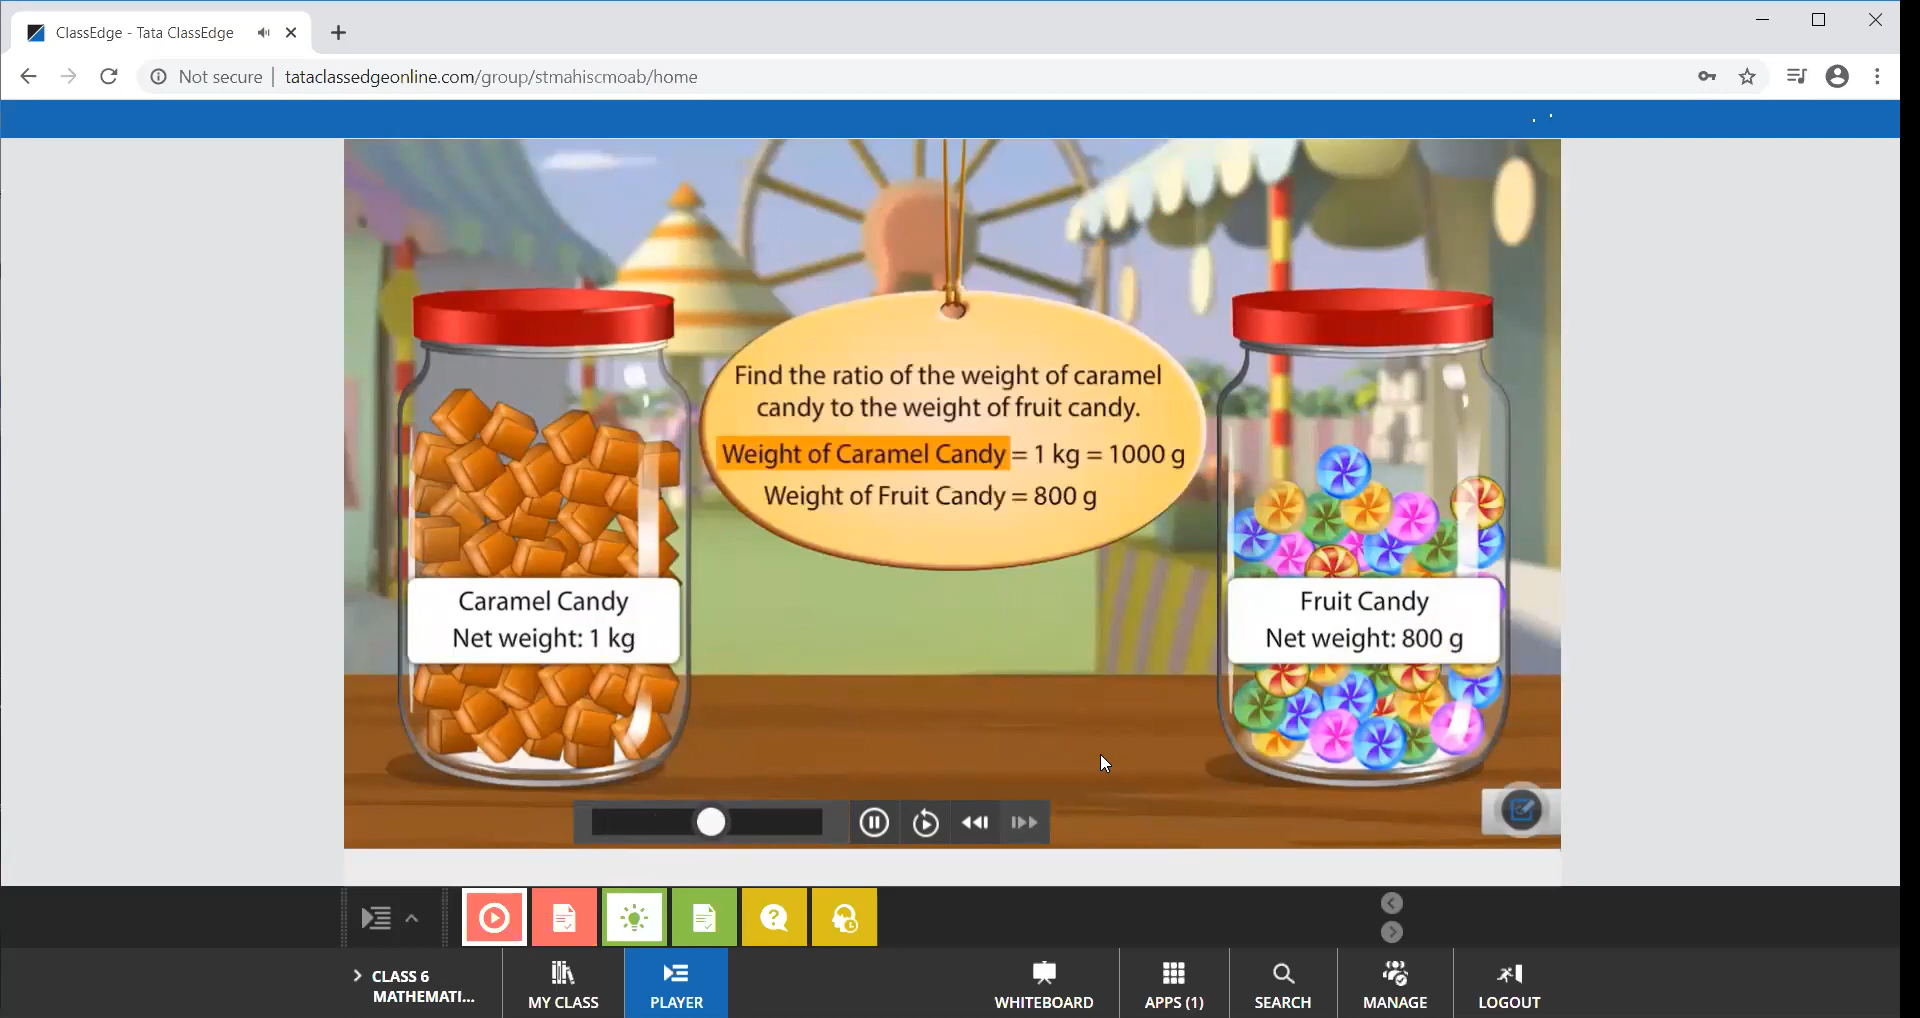 ClassEdge - Tata ClassEdge
Not secure | tataclassedgeonline.com/group/stmahiscmoab/home
Find the ratio of the weight of caramel
candy to the weight of fruit candy.
Weight of Caramel Candy = 1 kg = 1000 g
Weight of Fruit Candy = 800 g
Caramel Candy
Net weight: 1 kg
Fruit Candy
Net weight: 800 g
CLASS 6
MATHEMATI...
MY CLASS
PLAYER
WHITEBOARD
APPS (1)
SEARCH
MANAGE
LOGOUT